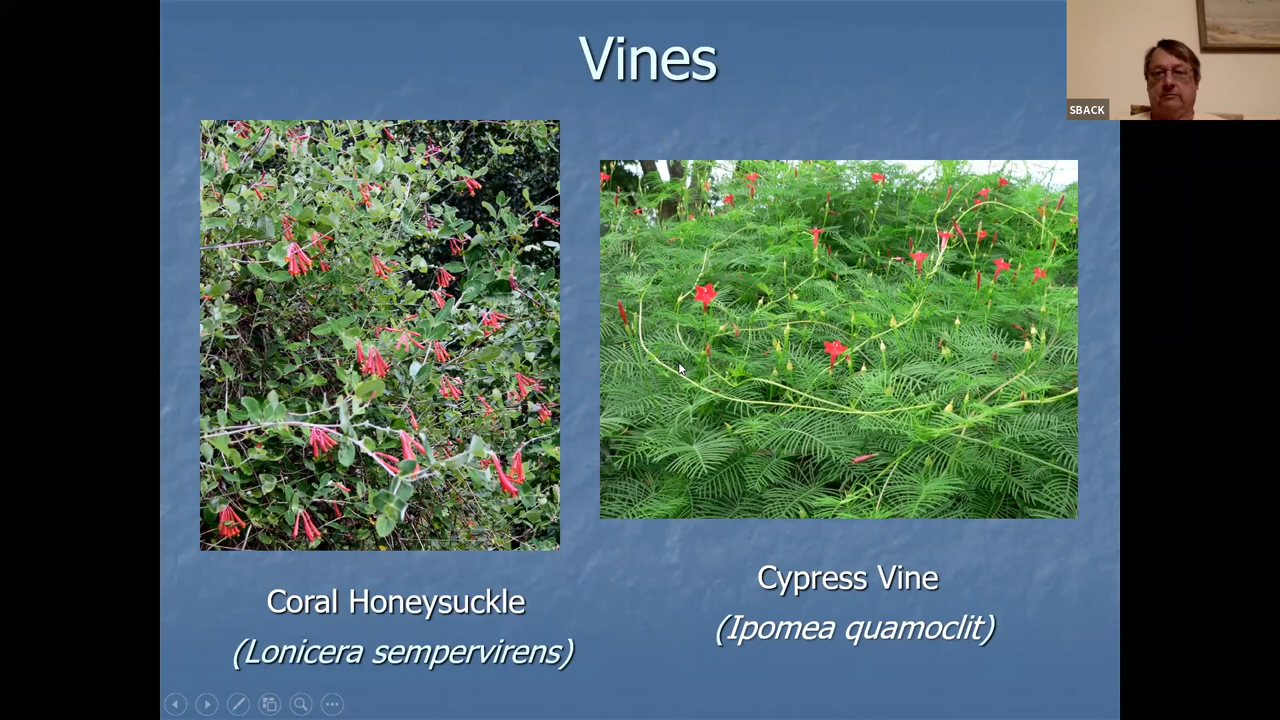 Vines
SBACK
Coral Honeysuckle
(Lonicera sempervirens)
Cypress Vine
(Ipomea quamoclit)